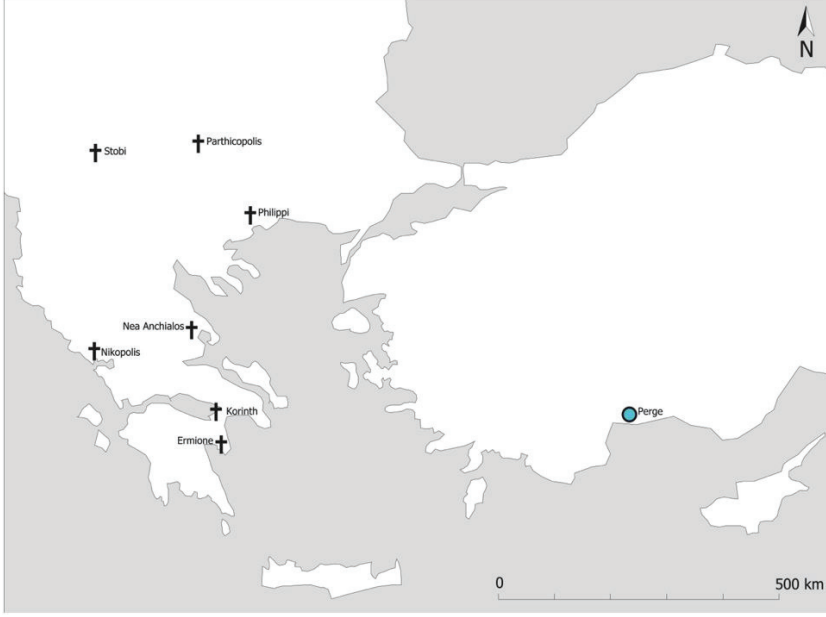 N
Parthicopolis
Stobi
Philippi
Nea Anchialos
Nikopolis
Korinth
Perge
Ermione
0
500 km